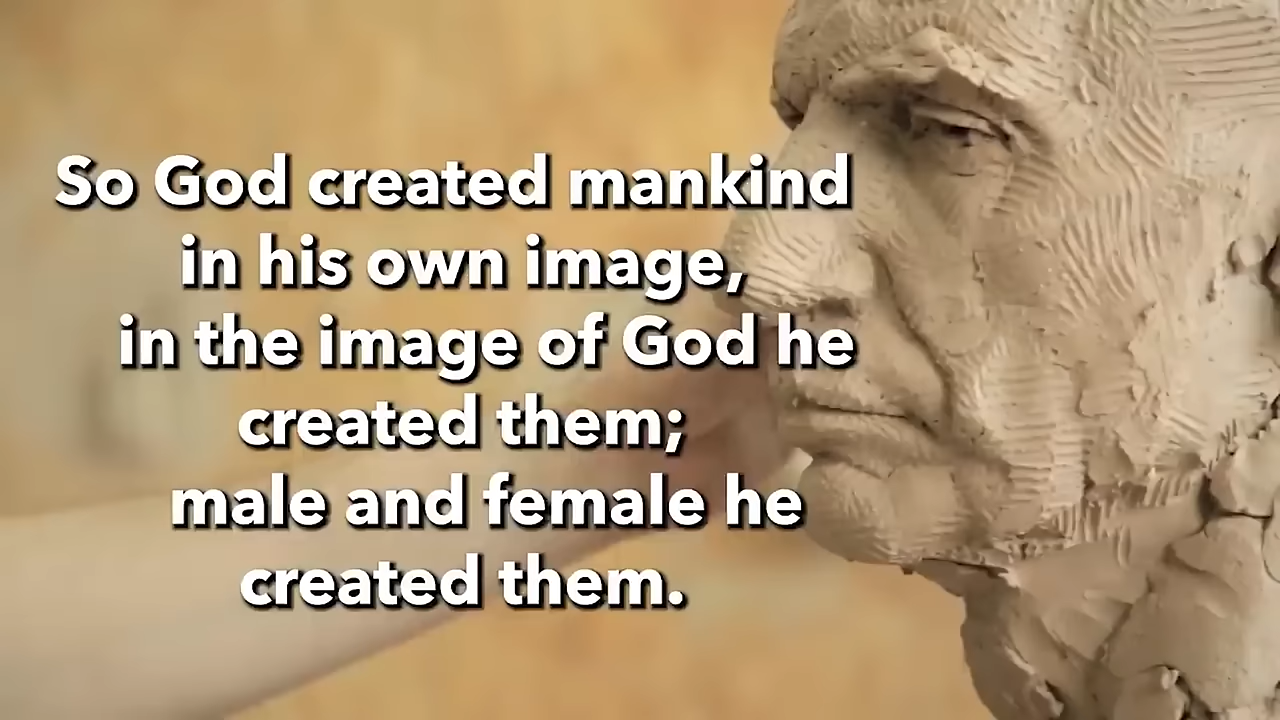 So God created mankind
in his own image,
in the image of God he
created them;
male and female he
created them.